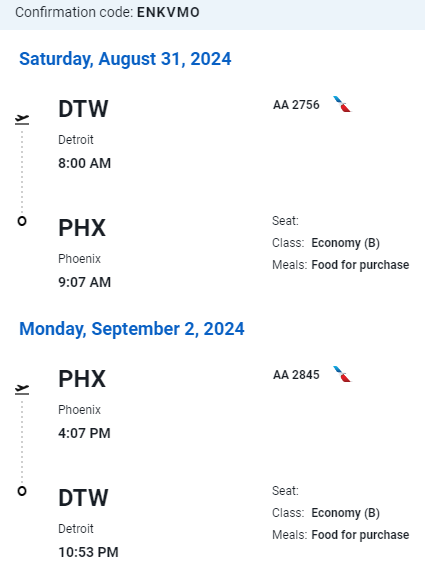 Confirmation code: ENKVMO
Saturday, August 31, 2024
DTW
AA 2756
Detroit
8:00 AM
PHX
Seat:
Class: Economy (B)
Phoenix
Meals: Food for purchase
9:07 AM
Monday, September 2, 2024
PHX
AA 2845
Phoenix
4:07 PM
DTW
Seat:
Class: Economy (B)
Detroit
Meals: Food for purchase
10:53 PM